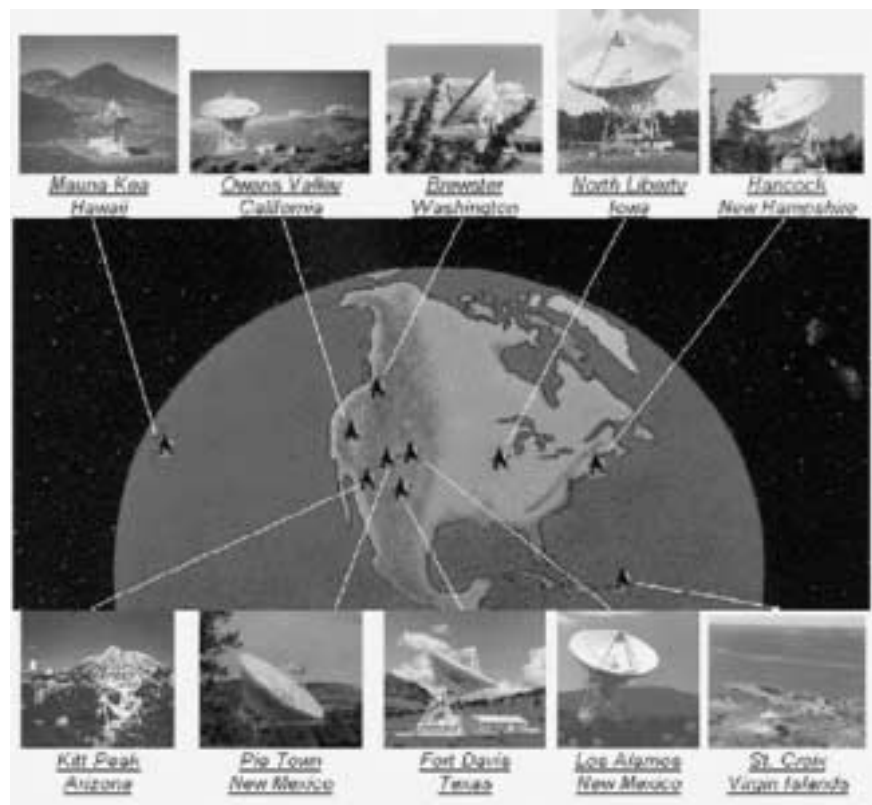 Mauna Kea
Hawaii
Owens Valley
California
Brewster
Washington
North Liberty
Iowa
Hancock
New Hampshire
Kitt Peak
Arizona
Pie Town
New Mexico
Fort Davis
Texas
Los Alamos
New Mexico
St. Croix
Virgin Islands